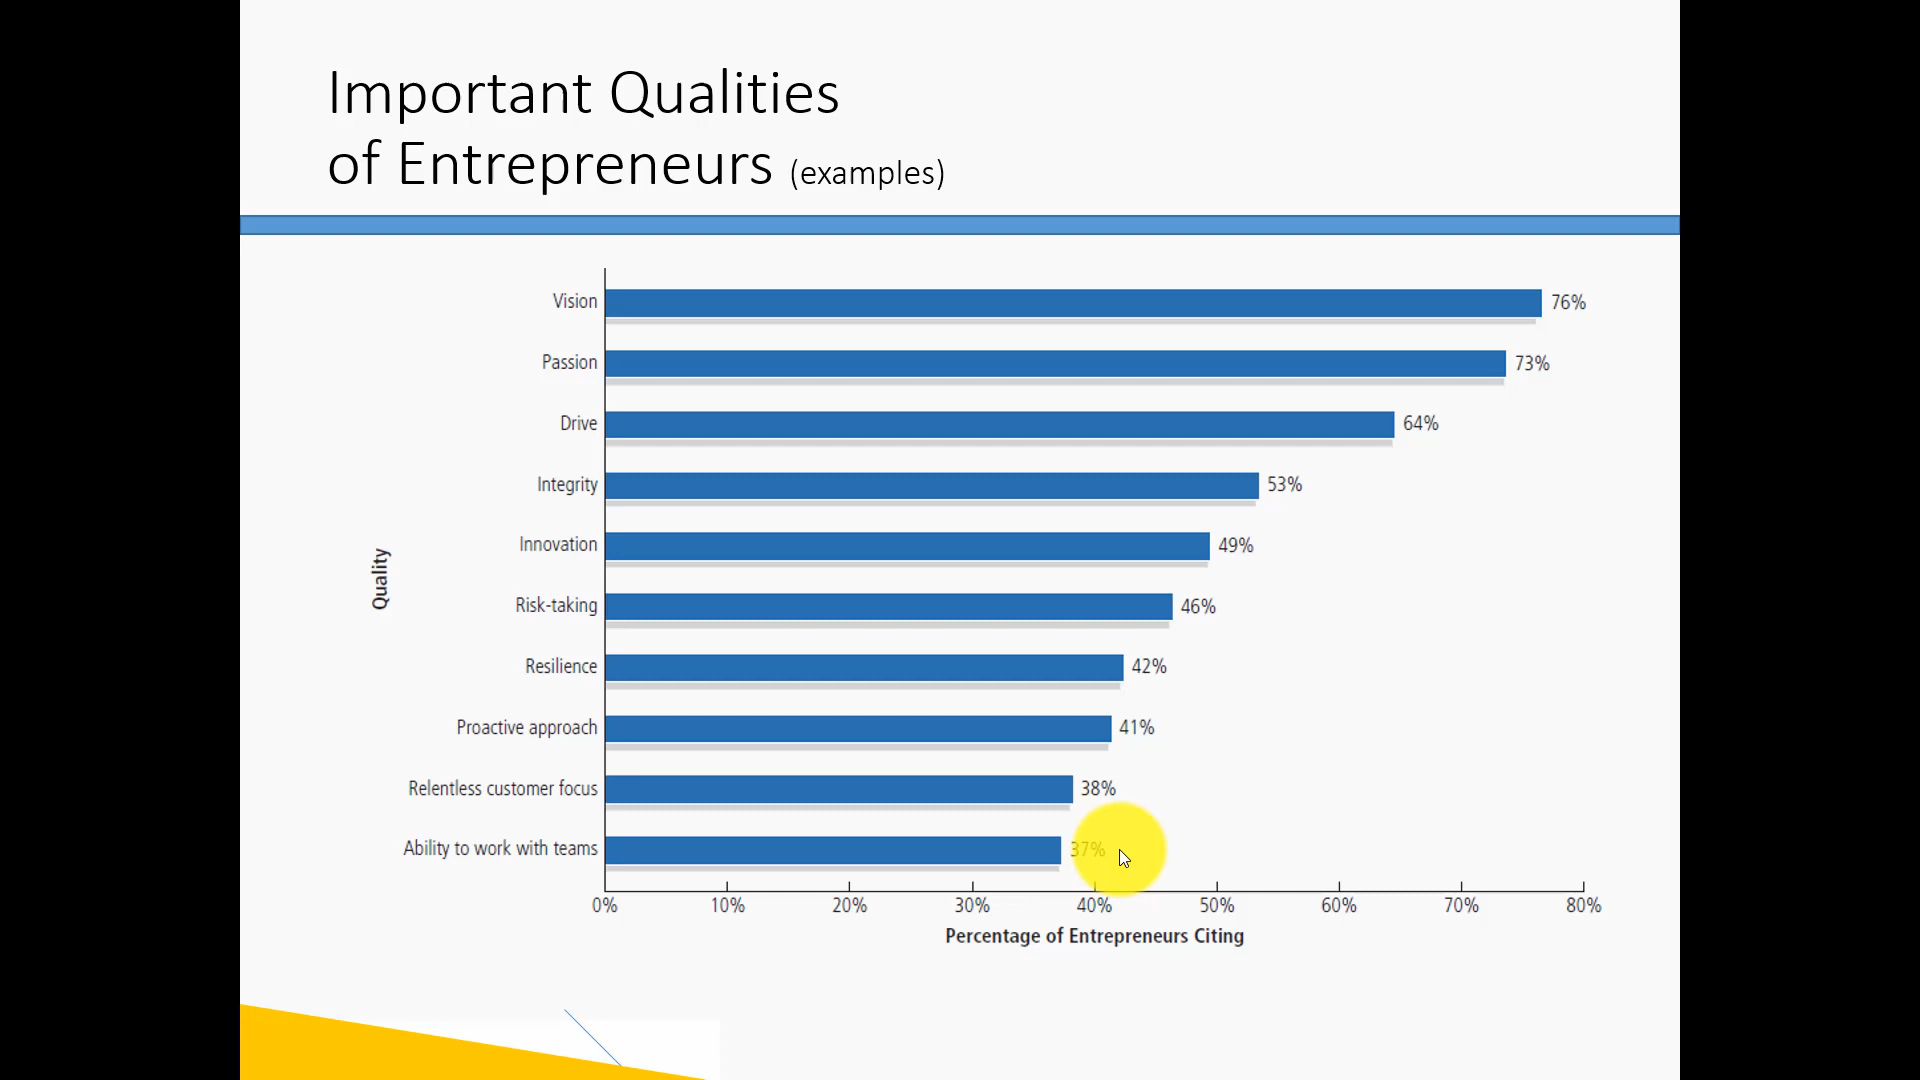 Important Qualities
of Entrepreneurs (examples)
Quality
Vision 76%
Passion 73%
Drive 64%
Integrity 53%
Innovation 49%
Risk-taking 46%
Resilience 42%
Proactive approach 41%
Relentless customer focus 38%
Ability to work with teams 37%
0% 10% 20% 30% 40% 50% 60% 70% 80%
Percentage of Entrepreneurs Citing